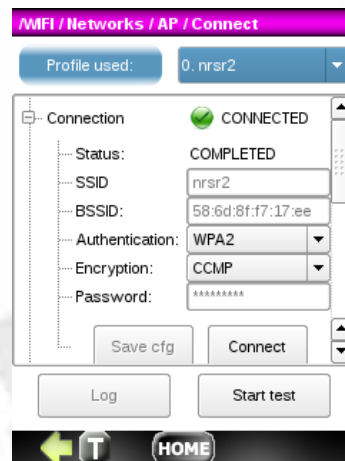 /WIFI / Networks / AP / Connect
Profile used: 0. nrsr2
Connection CONNECTED
Status: COMPLETED
SSID nrsr2
BSSID: 58:6d:8f:f7:17:ee
Authentication: WPA2
Encryption: CCMP
Password: *********
Save cfg Connect
Log Start test
T HOME